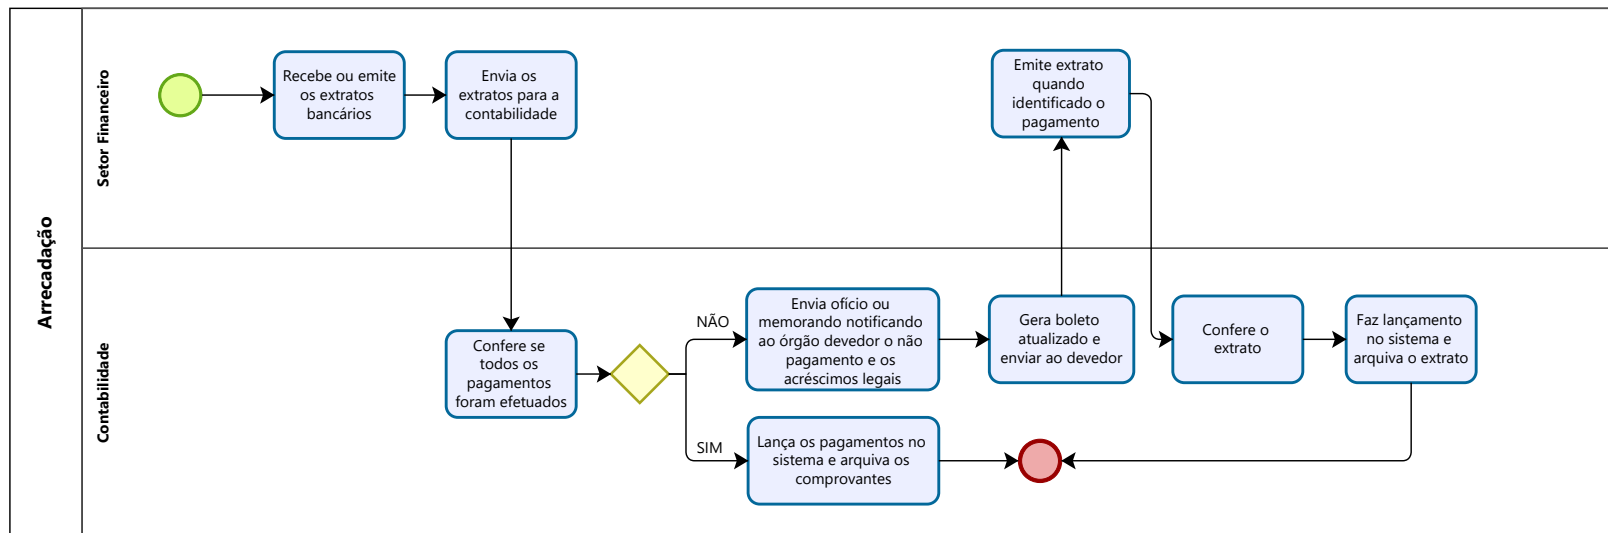 Arrecadação
Setor Financeiro
Recebe ou emite
os extratos
bancários
Envia os
extratos para a
contabilidade
Emite extrato
quando
identificado o
pagamento
Contabilidade
Confere se
todos os
pagamentos
foram efetuados
NÃO
Envia ofício ou
memorando notificando
ao órgão devedor o não
pagamento e os
acréscimos legais
Gera boleto
atualizado e
enviar ao devedor
Confere o
extrato
Faz lançamento
no sistema e
arquiva o extrato
SIM
Lança os pagamentos no
sistema e arquiva os
comprovantes